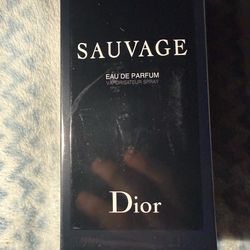 SAUVAGE
EAU DE PARFUM
VAPORISATEUR SPRAY
Dior